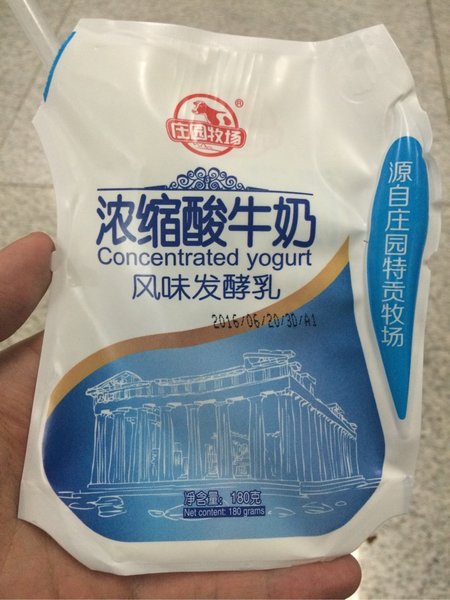 庄园牧场
®
浓缩酸牛奶
Concentrated yogurt
风味发酵乳
2016/06/20/3D/A1
源自庄园特贡牧场
净含量：180克
Net content: 180 grams